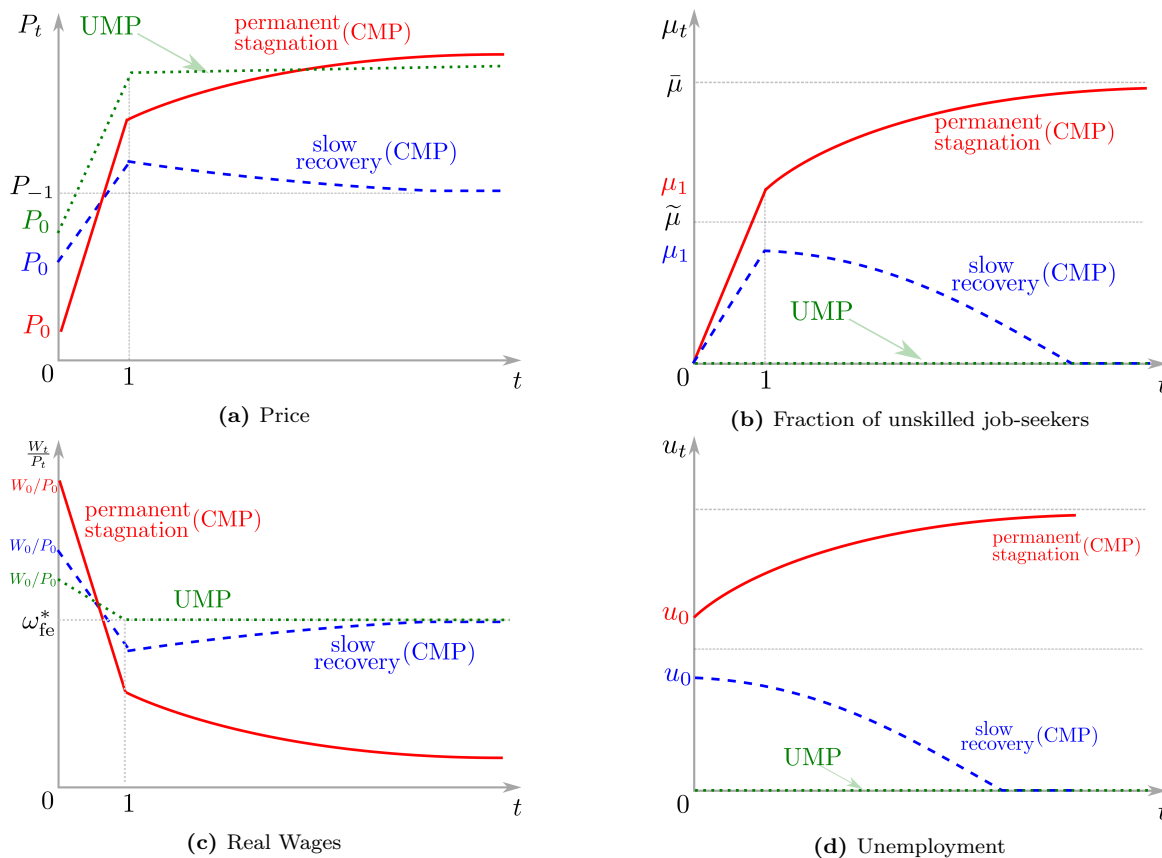 P_t
UMP
permanent
stagnation (CMP)
slow
recovery (CMP)
P_{-1}
P_0
P_0
P_0
0
1
t
(a) Price
μ_t
μ̄
permanent
stagnation (CMP)
μ_1
μ̃
μ_1
slow
recovery (CMP)
UMP
0
1
t
(b) Fraction of unskilled job-seekers
W_t/P_t
W_0/P_0
permanent
stagnation (CMP)
W_0/P_0
W_0/P_0
UMP
ω*_fe
slow
recovery (CMP)
0
1
t
(c) Real Wages
u_t
permanent
stagnation (CMP)
u_0
u_0
slow
recovery (CMP)
UMP
0
t
(d) Unemployment